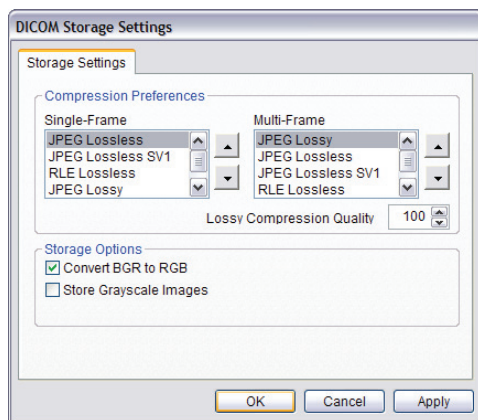 DICOM Storage Settings
Storage Settings
Compression Preferences
Single-Frame
JPEG Lossless
JPEG Lossless SV1
RLE Lossless
JPEG Lossy
Multi-Frame
JPEG Lossy
JPEG Lossless
JPEG Lossless SV1
RLE Lossless
Lossy Compression Quality 100
Storage Options
Convert BGR to RGB
Store Grayscale Images
OK Cancel Apply